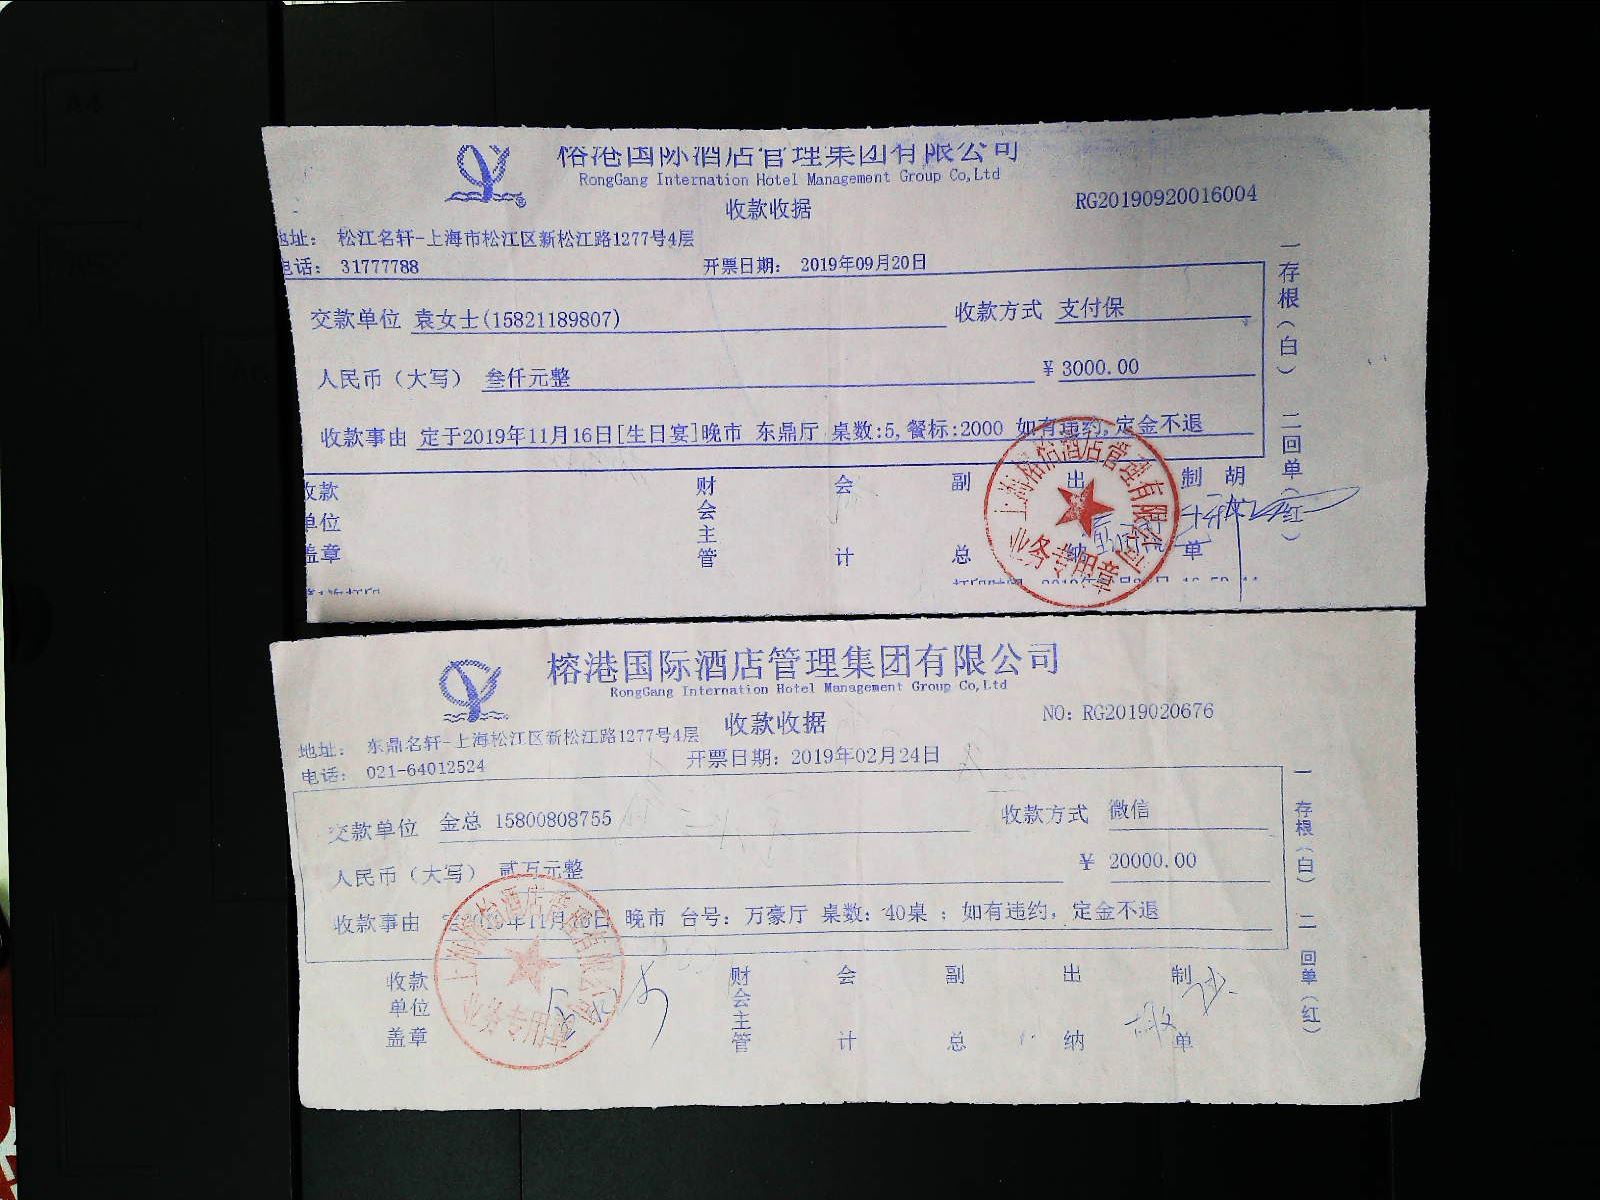 榕港国际酒店管理集团有限公司
RongGang Internation Hotel Management Group Co,Ltd
收款收据
RG20190920016004
地址： 松江名轩-上海市松江区新松江路1277号4层
电话： 31777788
开票日期： 2019年09月20日
交款单位 袁女士(15821189807) 收款方式 支付保
人民币（大写） 叁仟元整 ¥3000.00
收款事由 定于2019年11月16日[生日宴]晚市 东鼎厅 桌数:5,餐标:2000 如有违约,定金不退
收款单位盖章 财会主管 会计 副总 出纳 制单 胡
一存根（白） 二回单（红）
业务专用章
榕港国际酒店管理集团有限公司
RongGang Internation Hotel Management Group Co,Ltd
收款收据
NO: RG2019020676
地址： 东鼎名轩-上海松江区新松江路1277号4层
电话： 021-64012524
开票日期: 2019年02月24日
交款单位 金总 15800808755 收款方式 微信
人民币（大写） 贰万元整 ¥ 20000.00
收款事由 晚市 台号: 万豪厅 桌数: 40桌 ; 如有违约, 定金不退
收款单位盖章 财会主管 会计 副总 出纳 制单
一 存根（白） 二 回单（红）